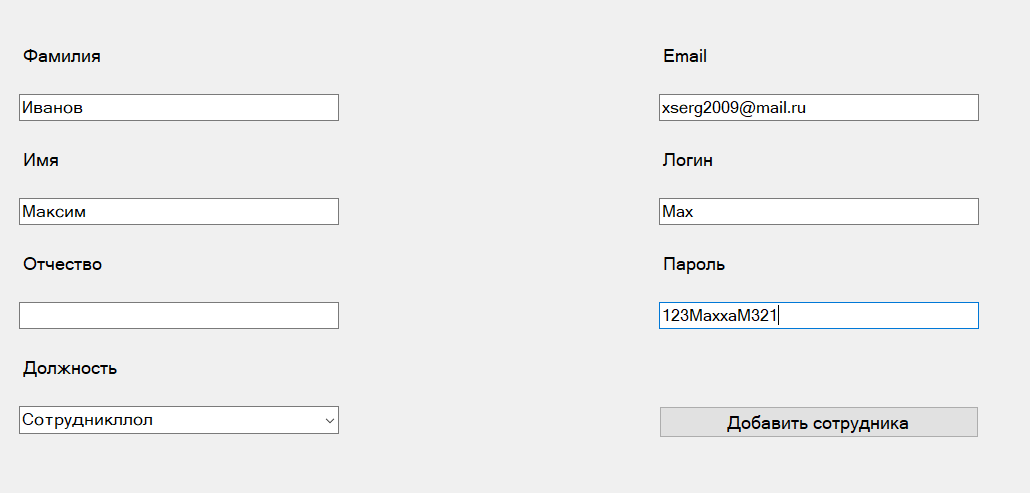 Фамилия
Иванов
Имя
Максим
Отчество
Должность
Сотрудникллол
Email
xserg2009@mail.ru
Логин
Max
Пароль
123MaxxaM321
Добавить сотрудника